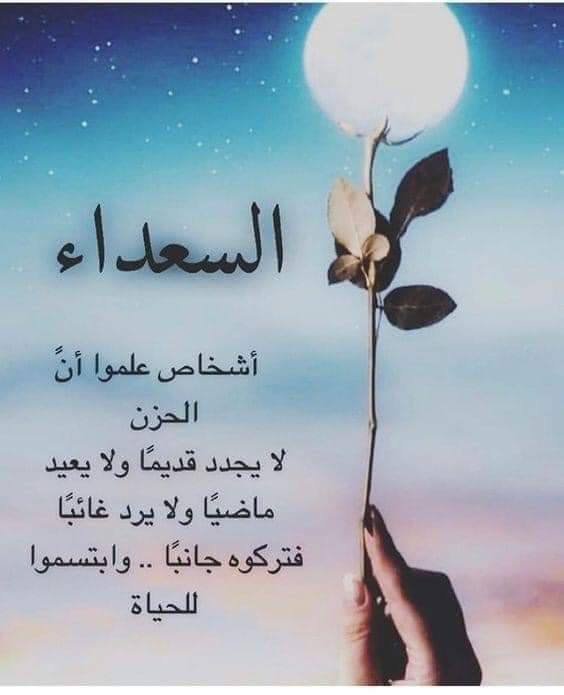 السعداء
أشخاص علموا أنً
الحزن
لا يجدد قديمًا ولا يعيد
ماضيًا ولا يرد غائبًا
فتركوه جانبًا .. وابتسموا
للحياة